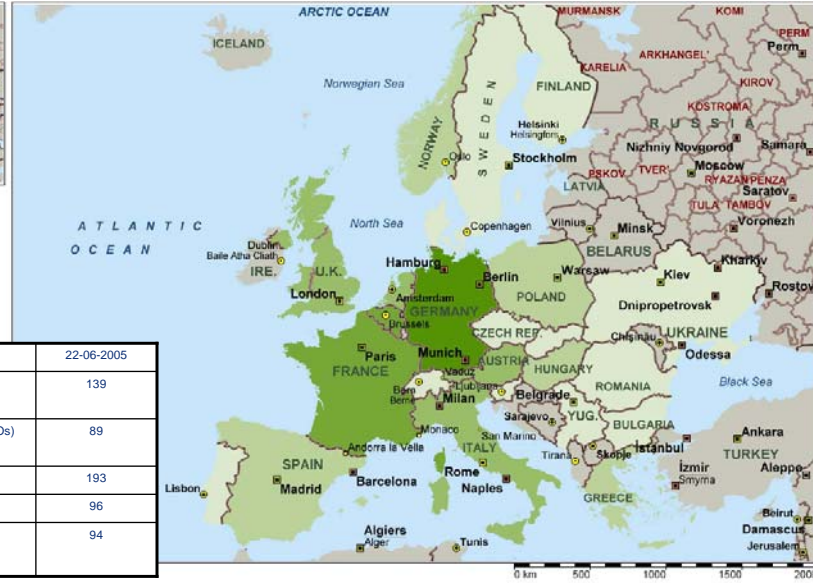 ARCTIC OCEAN
MURMANSK
KOMI
ICELAND
PERM
Perm
ARKHANGEL'
KARELIA
Norwegian Sea
KIROV
FINLAND
SWEDEN
KOSTROMA
RUSSIA
Helsinki
Helsingfors
NORWAY
Nizhniy Novgorod
Samara
Oslo
Stockholm
PSKOV
TVER'
Moscow
RYAZAN
PENZA
Saratov
LATVIA
TULA
TAMBOV
ATLANTIC
OCEAN
North Sea
Copenhagen
Vilnius
Minsk
Voronezh
Dublin
Baile Atha Cliath
IRE.
U.K.
Hamburg
BELARUS
Kharkiv
London
Amsterdam
Berlin
Warsaw
Kiev
Rostov
GERMANY
POLAND
Dnipropetrovsk
Brussels
CZECH REP.
Chişinău
UKRAINE
22-06-2005
Paris
Munich
Odessa
FRANCE
Vaduz
AUSTRIA
HUNGARY
139
Bern
Berne
Ljubljana
Belgrade
ROMANIA
Black Sea
Milan
Sarajevo
YUG.
BULGARIA
Os)
89
Monaco
San Marino
Andorra la Vella
ITALY
Tirana
Skopje
İstanbul
Ankara
TURKEY
SPAIN
Rome
İzmir
Smyrna
Aleppo
193
Lisbon
Madrid
Barcelona
Naples
GREECE
96
Beirut
Damascus
94
Algiers
Alger
Tunis
Jerusalem
0 km
500
1000
1500
200